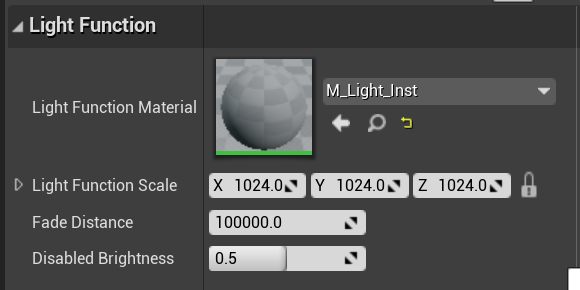 Light Function
Light Function Material
M_Light_Inst
Light Function Scale X 1024.0 Y 1024.0 Z 1024.0
Fade Distance 100000.0
Disabled Brightness 0.5